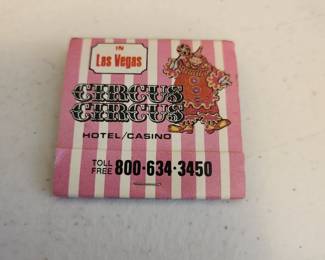 IN
Las Vegas
CIRCUS
CIRCUS
HOTEL/CASINO
TOLL FREE 800-634-3450